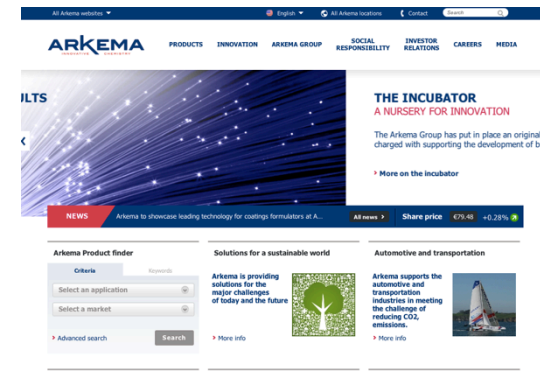 All Arkema websites
English
All Arkema locations
Contact
Search
ARKEMA
INNOVATIVE CHEMISTRY
PRODUCTS
INNOVATION
ARKEMA GROUP
SOCIAL
RESPONSIBILITY
INVESTOR
RELATIONS
CAREERS
MEDIA
ULTS
THE INCUBATOR
A NURSERY FOR INNOVATION
The Arkema Group has put in place an original
charged with supporting the development of b
More on the incubator
NEWS
Arkema to showcase leading technology for coatings formulators at A...
All news
Share price
€79.48
+0.28%
Arkema Product finder
Criteria
Keywords
Select an application
Select a market
Advanced search
Search
Solutions for a sustainable world
Arkema is providing
solutions for the
major challenges
of today and the future
More info
Automotive and transportation
Arkema supports the
automotive and
transportation
industries in meeting
the challenge of
reducing CO2,
emissions.
More info